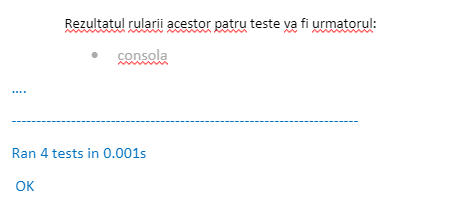 Rezultatul rularii acestor patru teste va fi urmatorul:
• consola
....
----------------------------------------------------------------------
Ran 4 tests in 0.001s
OK